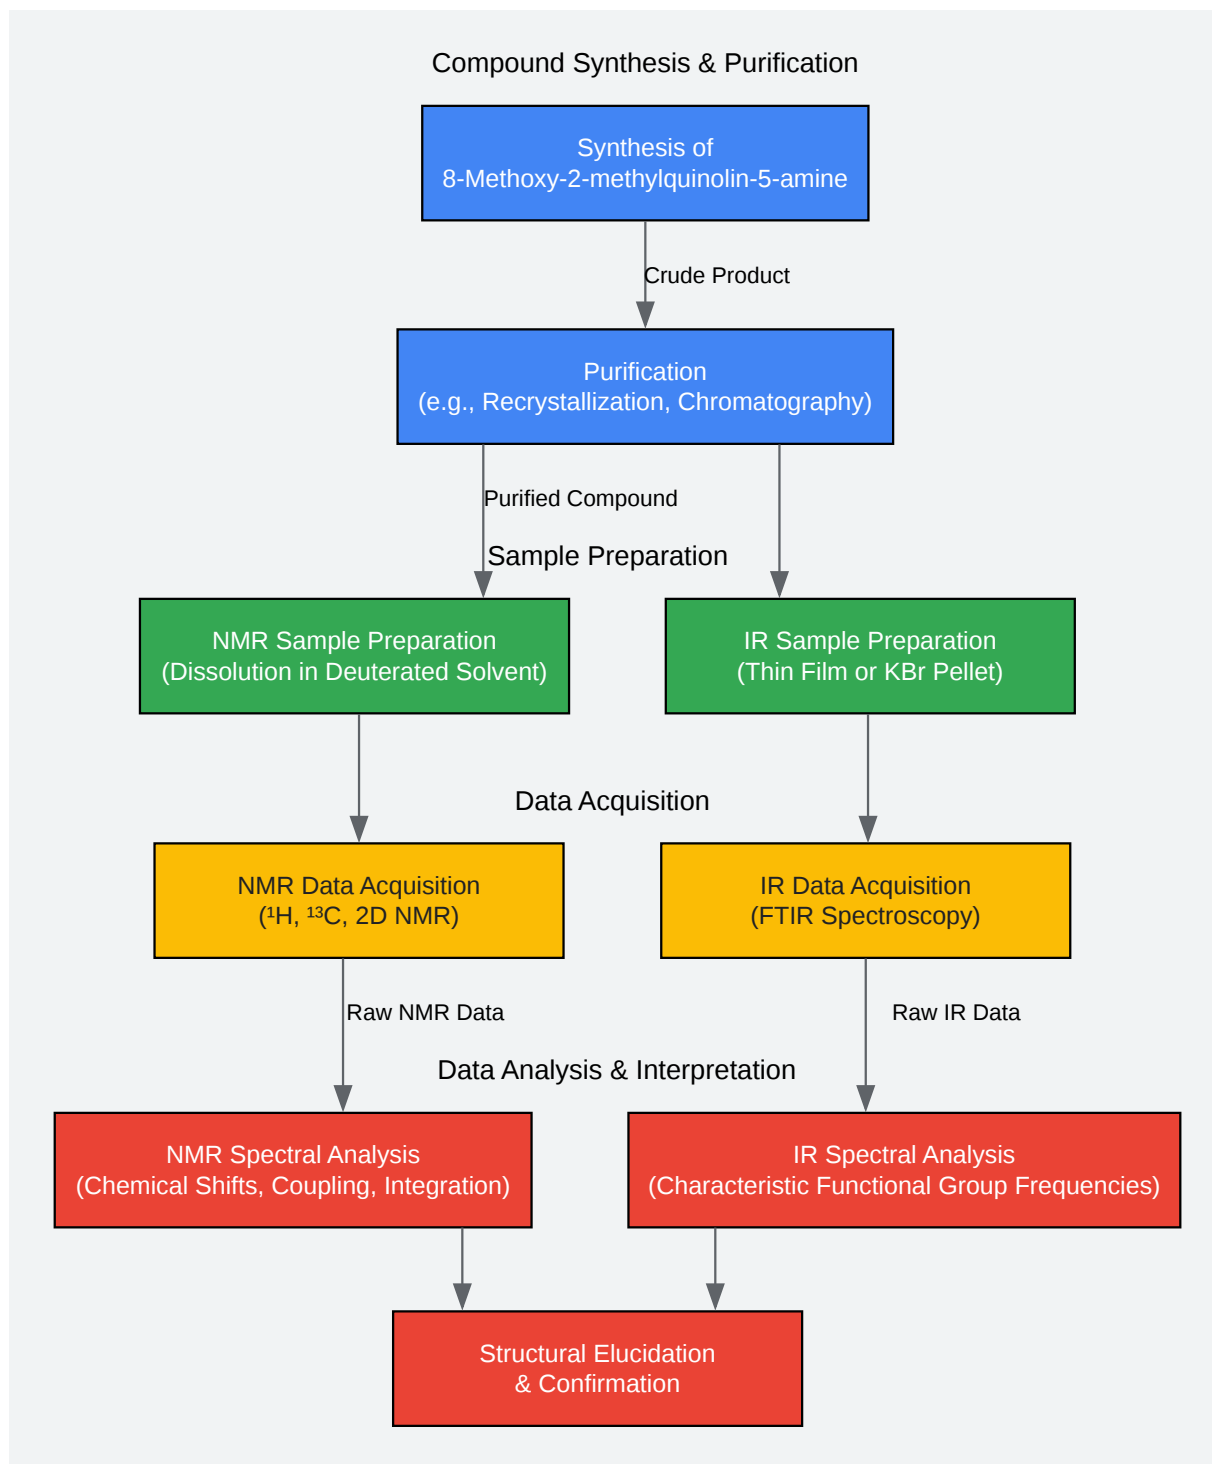 Compound Synthesis & Purification
Synthesis of
8-Methoxy-2-methylquinolin-5-amine
Crude Product
Purification
(e.g., Recrystallization, Chromatography)
Purified Compound
Sample Preparation
NMR Sample Preparation
(Dissolution in Deuterated Solvent)
IR Sample Preparation
(Thin Film or KBr Pellet)
Data Acquisition
NMR Data Acquisition
(¹H, ¹³C, 2D NMR)
IR Data Acquisition
(FTIR Spectroscopy)
Raw NMR Data
Raw IR Data
Data Analysis & Interpretation
NMR Spectral Analysis
(Chemical Shifts, Coupling, Integration)
IR Spectral Analysis
(Characteristic Functional Group Frequencies)
Structural Elucidation
& Confirmation